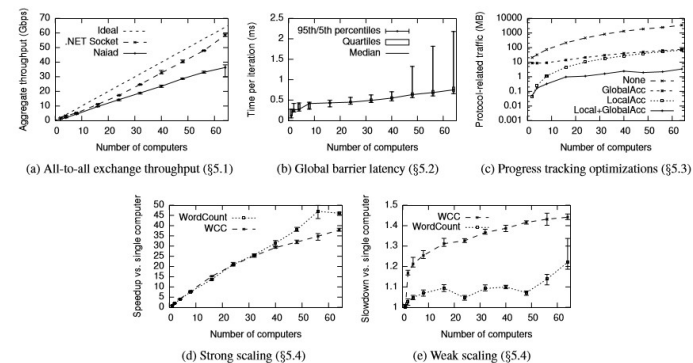 Aggregate throughput (Gbps)
80
70
60
50
40
30
20
10
0
Ideal
.NET Socket
Naiad
0 10 20 30 40 50 60
Number of computers
(a) All-to-all exchange throughput (§5.1)
Time per iteration (ms)
2.5
2
1.5
1
0.5
0
95th/5th percentiles
Quartiles
Median
0 10 20 30 40 50 60
Number of computers
(b) Global barrier latency (§5.2)
Protocol-related traffic (MB)
10000
1000
100
10
1
0.1
0.01
0.001
None
GlobalAcc
LocalAcc
Local+GlobalAcc
0 10 20 30 40 50 60
Number of computers
(c) Progress tracking optimizations (§5.3)
Speedup vs. single computer
50
45
40
35
30
25
20
15
10
5
0
WordCount
WCC
0 10 20 30 40 50 60
Number of computers
(d) Strong scaling (§5.4)
Slowdown vs. single computer
1.5
1.4
1.3
1.2
1.1
1
WCC
WordCount
0 10 20 30 40 50 60
Number of computers
(e) Weak scaling (§5.4)